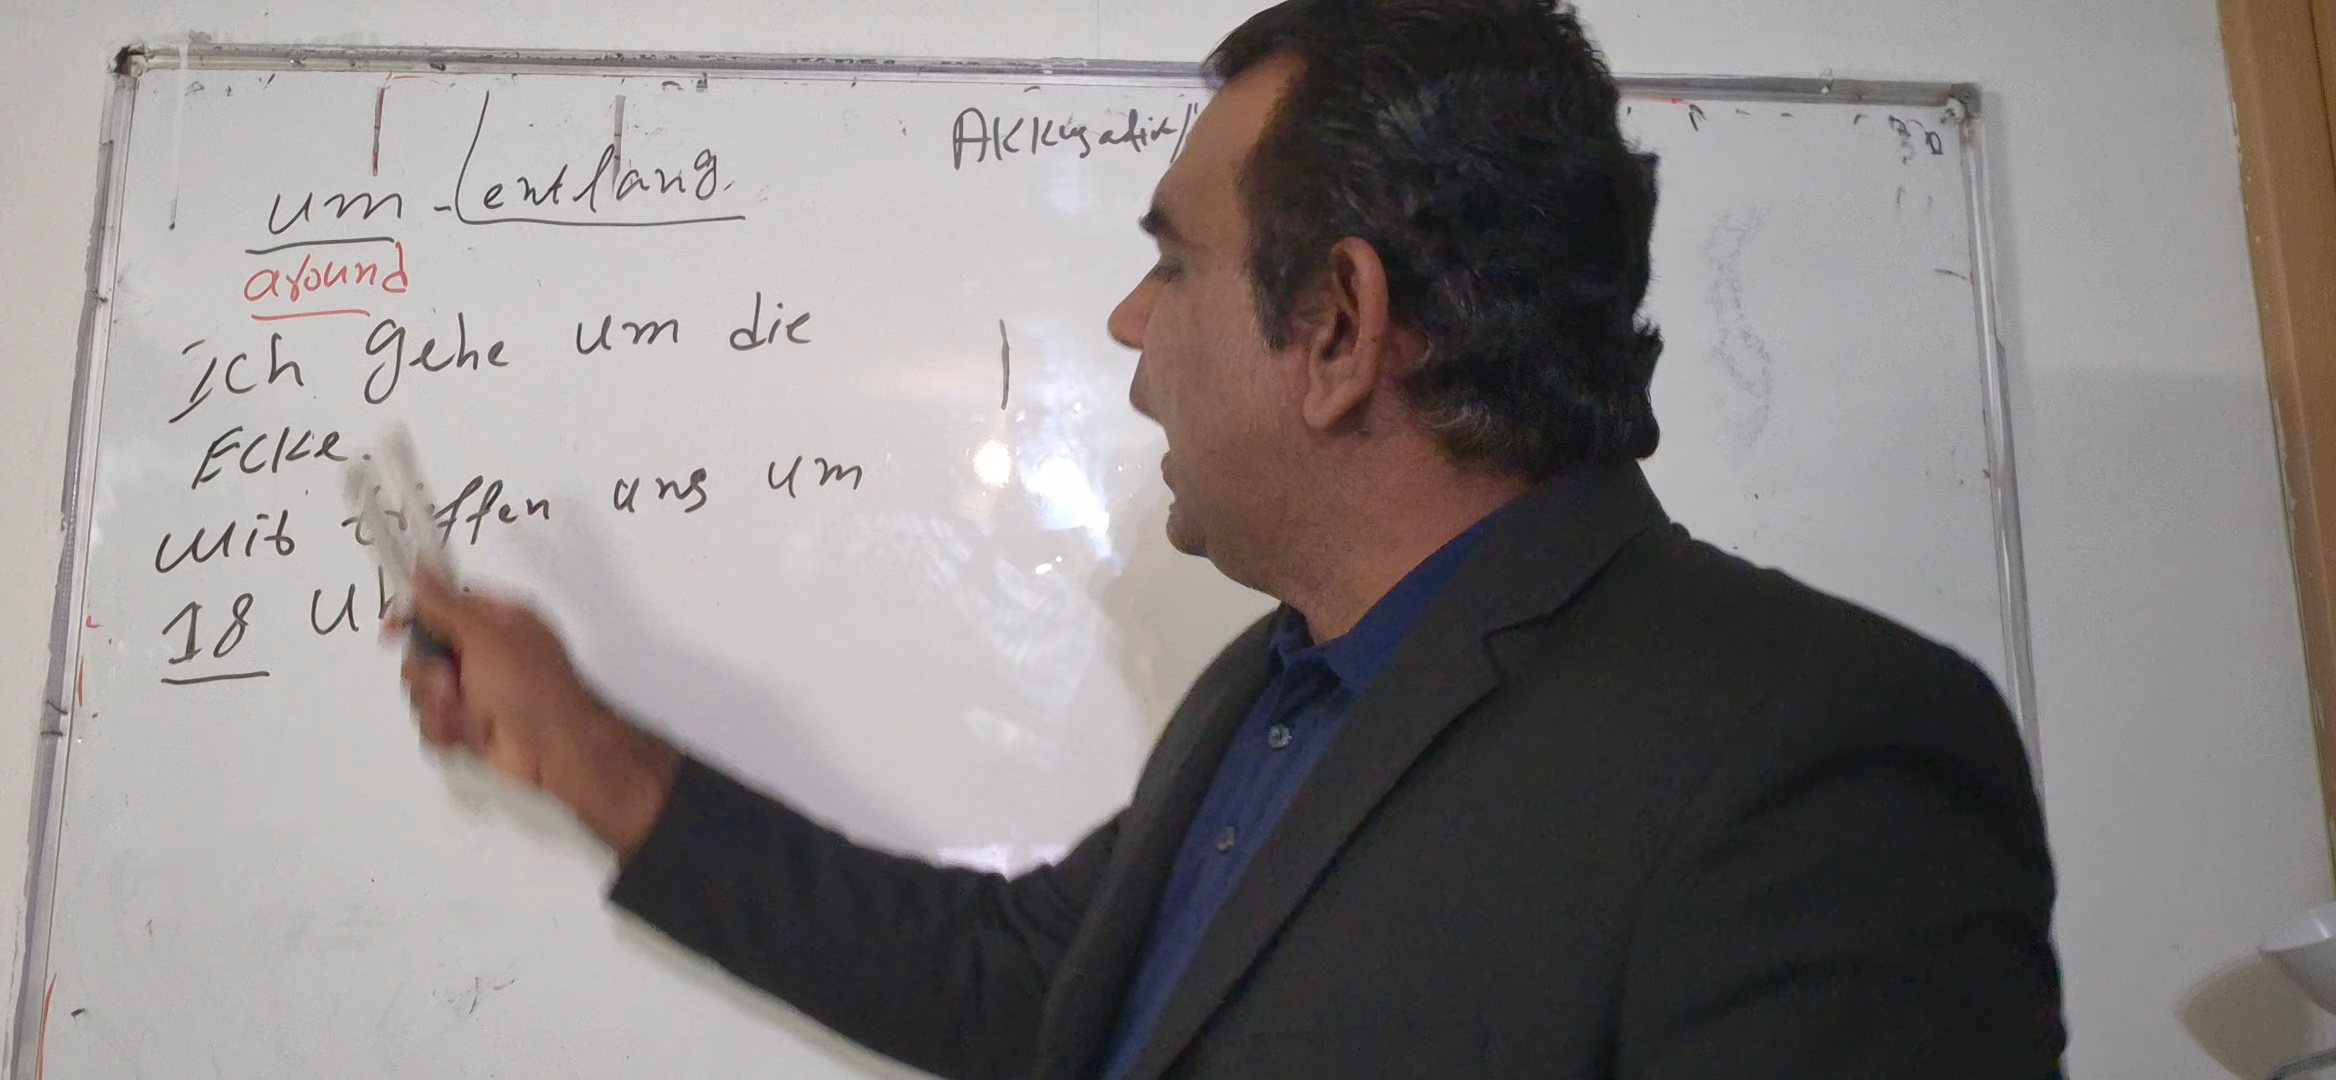 um - entlang.
Akkusativ/
around
Ich gehe um die
Ecke.
Wir treffen uns um
18 Uhr